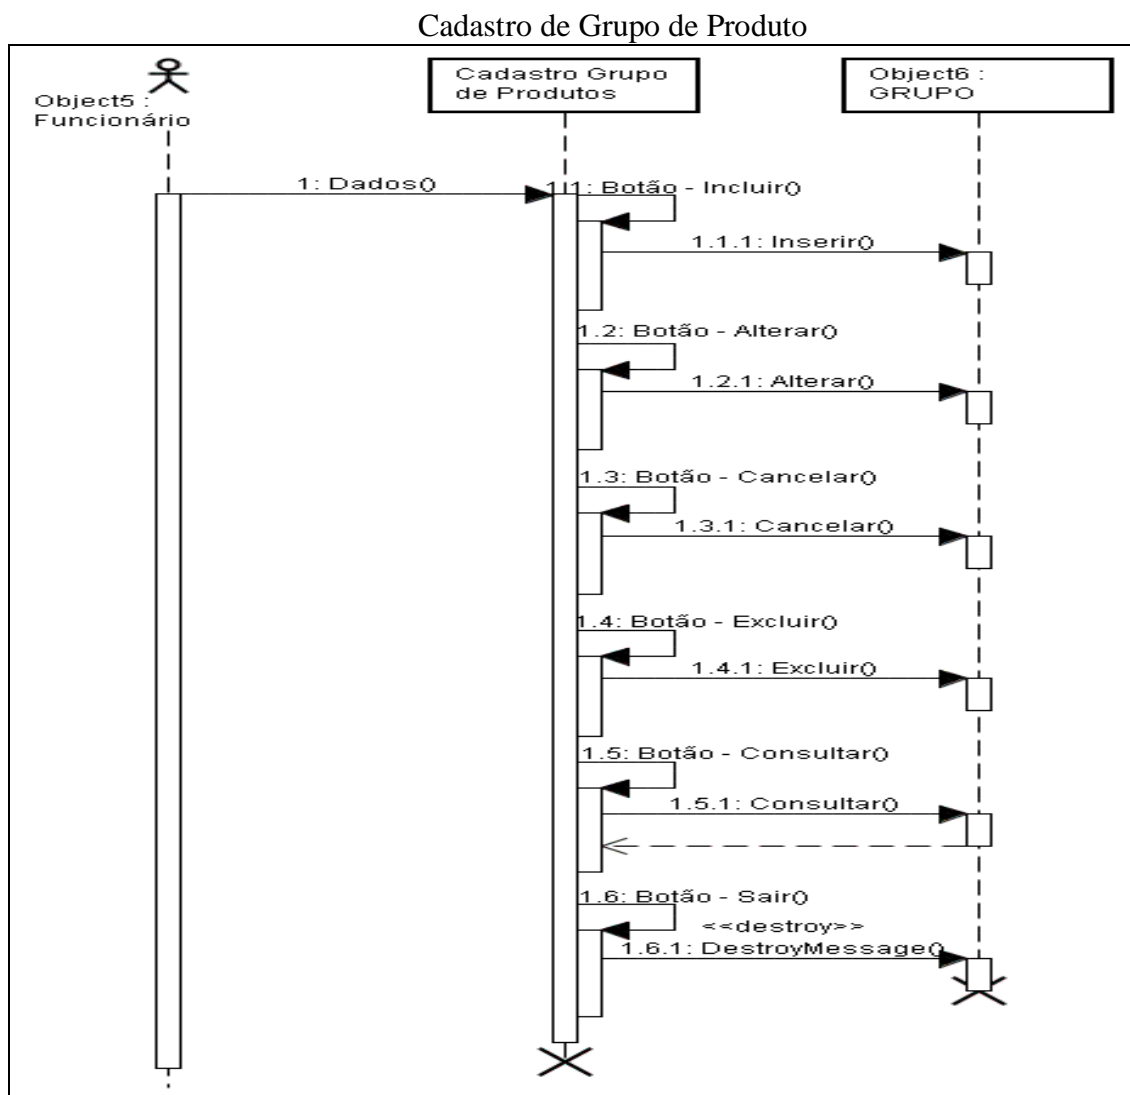 Cadastro de Grupo de Produto
Object5 :
Funcionário
Cadastro Grupo
de Produtos
Object6 :
GRUPO
1: Dados()
1.1: Botão - Incluir()
1.1.1: Inserir()
1.2: Botão - Alterar()
1.2.1: Alterar()
1.3: Botão - Cancelar()
1.3.1: Cancelar()
1.4: Botão - Excluir()
1.4.1: Excluir()
1.5: Botão - Consultar()
1.5.1: Consultar()
1.6: Botão - Sair()
<<destroy>>
1.6.1: DestroyMessage()